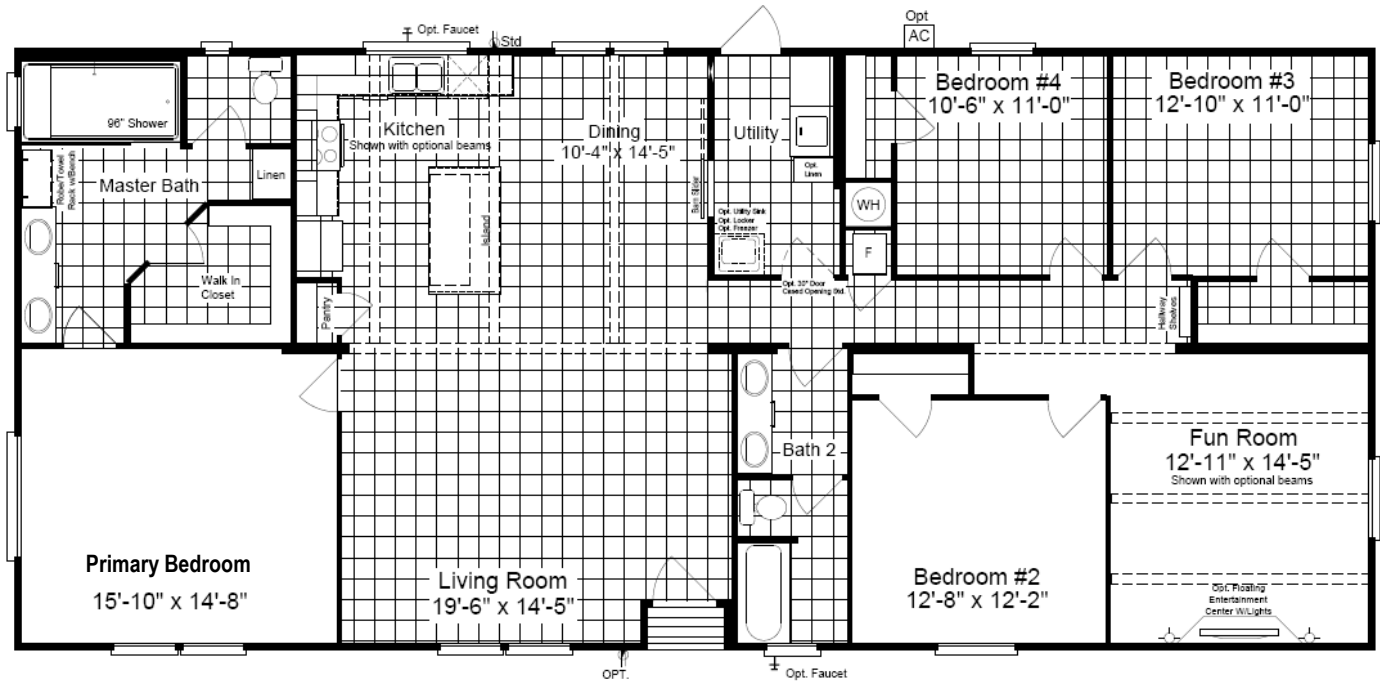 Opt. Faucet
Std
Opt
AC
96" Shower
Kitchen
Shown with optional beams
Dining
10'-4" x 14'-5"
Utility
Opt.
Linen
Bedroom #4
10'-6" x 11'-0"
Bedroom #3
12'-10" x 11'-0"
Robe/Towel
Rack w/Bench
Master Bath
Linen
Barn Slider
Island
WH
Opt. Utility Sink
Opt. Locker
Opt. Freezer
F
Walk In
Closet
Pantry
Opt. 30" Door
Cased Opening Std.
Hallway
Shelves
Bath 2
Fun Room
12'-11" x 14'-5"
Shown with optional beams
Primary Bedroom
15'-10" x 14'-8"
Living Room
19'-6" x 14'-5"
Bedroom #2
12'-8" x 12'-2"
Opt. Floating
Entertainment
Center W/Lights
OPT.
Opt. Faucet